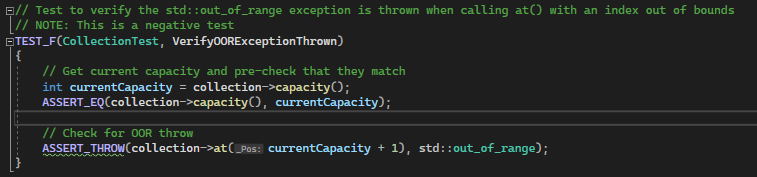 // Test to verify the std::out_of_range exception is thrown when calling at() with an index out of bounds
// NOTE: This is a negative test
TEST_F(CollectionTest, VerifyOORExceptionThrown)
{
    // Get current capacity and pre-check that they match
    int currentCapacity = collection->capacity();
    ASSERT_EQ(collection->capacity(), currentCapacity);

    // Check for OOR throw
    ASSERT_THROW(collection->at(_Pos: currentCapacity + 1), std::out_of_range);
}